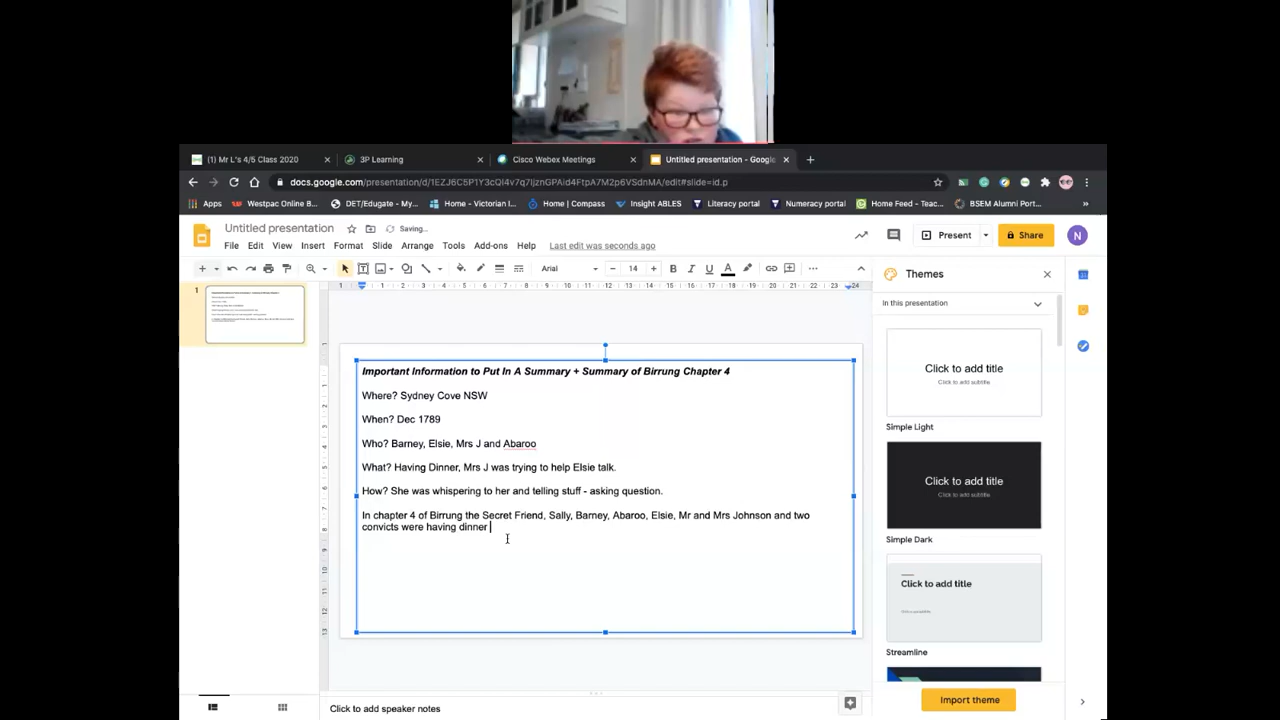 (1) Mr L's 4/5 Class 2020 3P Learning Cisco Webex Meetings Untitled presentation - Google
docs.google.com/presentation/d/1EZJ6C5P1Y3cQI4v7q7IjznGPAid4FtpA7M2p6VSdnMA/edit#slide=id.p
Apps Westpac Online B... DET/Edugate - My... Home - Victorian I... Home | Compass Insight ABLES Literacy portal Numeracy portal Home Feed - Teac... BSEM Alumni Port... »
Untitled presentation Saving...
Present Share N
File Edit View Insert Format Slide Arrange Tools Add-ons Help Last edit was seconds ago
Arial 14 B I U A
Themes
In this presentation
1
Click to add title
Click to add subtitle
Simple Light
Click to add title
Click to add subtitle
Simple Dark
Click to add title
Streamline
Import theme
Important Information to Put In A Summary + Summary of Birrung Chapter 4
Where? Sydney Cove NSW
When? Dec 1789
Who? Barney, Elsie, Mrs J and Abaroo
What? Having Dinner, Mrs J was trying to help Elsie talk.
How? She was whispering to her and telling stuff - asking question.
In chapter 4 of Birrung the Secret Friend, Sally, Barney, Abaroo, Elsie, Mr and Mrs Johnson and two
convicts were having dinner
Click to add speaker notes